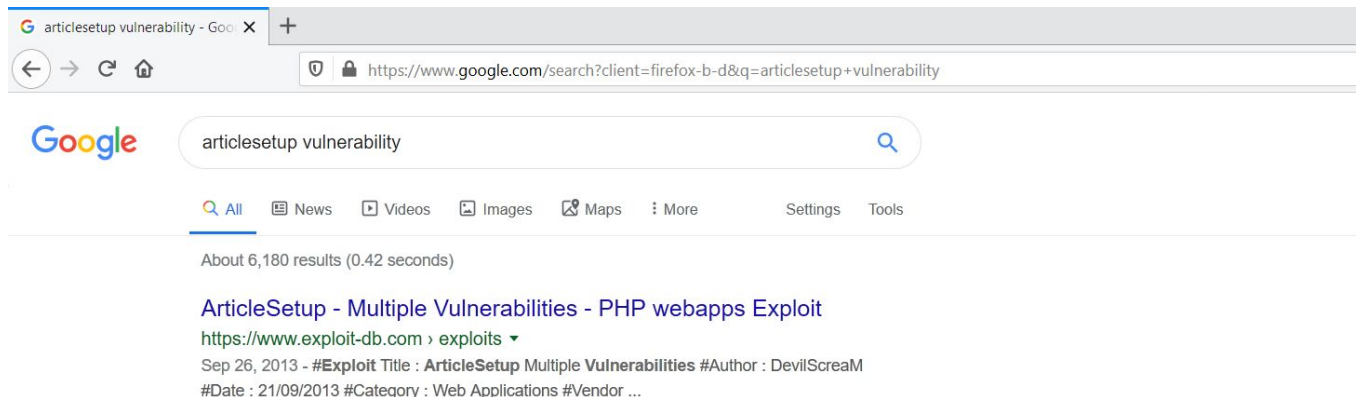 articlesetup vulnerability - Goo
https://www.google.com/search?client=firefox-b-d&q=articlesetup+vulnerability
Google
articlesetup vulnerability
All News Videos Images Maps More Settings Tools
About 6,180 results (0.42 seconds)
ArticleSetup - Multiple Vulnerabilities - PHP webapps Exploit
https://www.exploit-db.com › exploits
Sep 26, 2013 - #Exploit Title : ArticleSetup Multiple Vulnerabilities #Author : DevilScreaM
#Date : 21/09/2013 #Category : Web Applications #Vendor ...